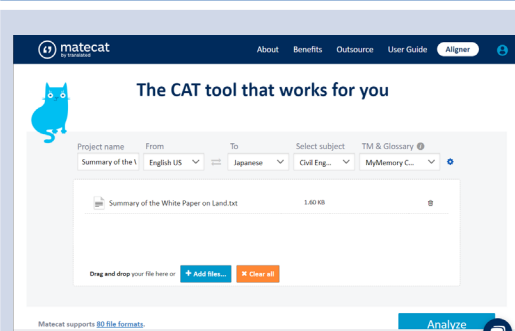 matecat
by translated
About Benefits Outsource User Guide Aligner
The CAT tool that works for you
Project name From To Select subject TM & Glossary
Summary of the W English US Japanese Civil Eng... MyMemory C...
Summary of the White Paper on Land.txt 1.60 KB
Drag and drop your file here or + Add files... × Clear all
Matecat supports 80 file formats.
Analyze